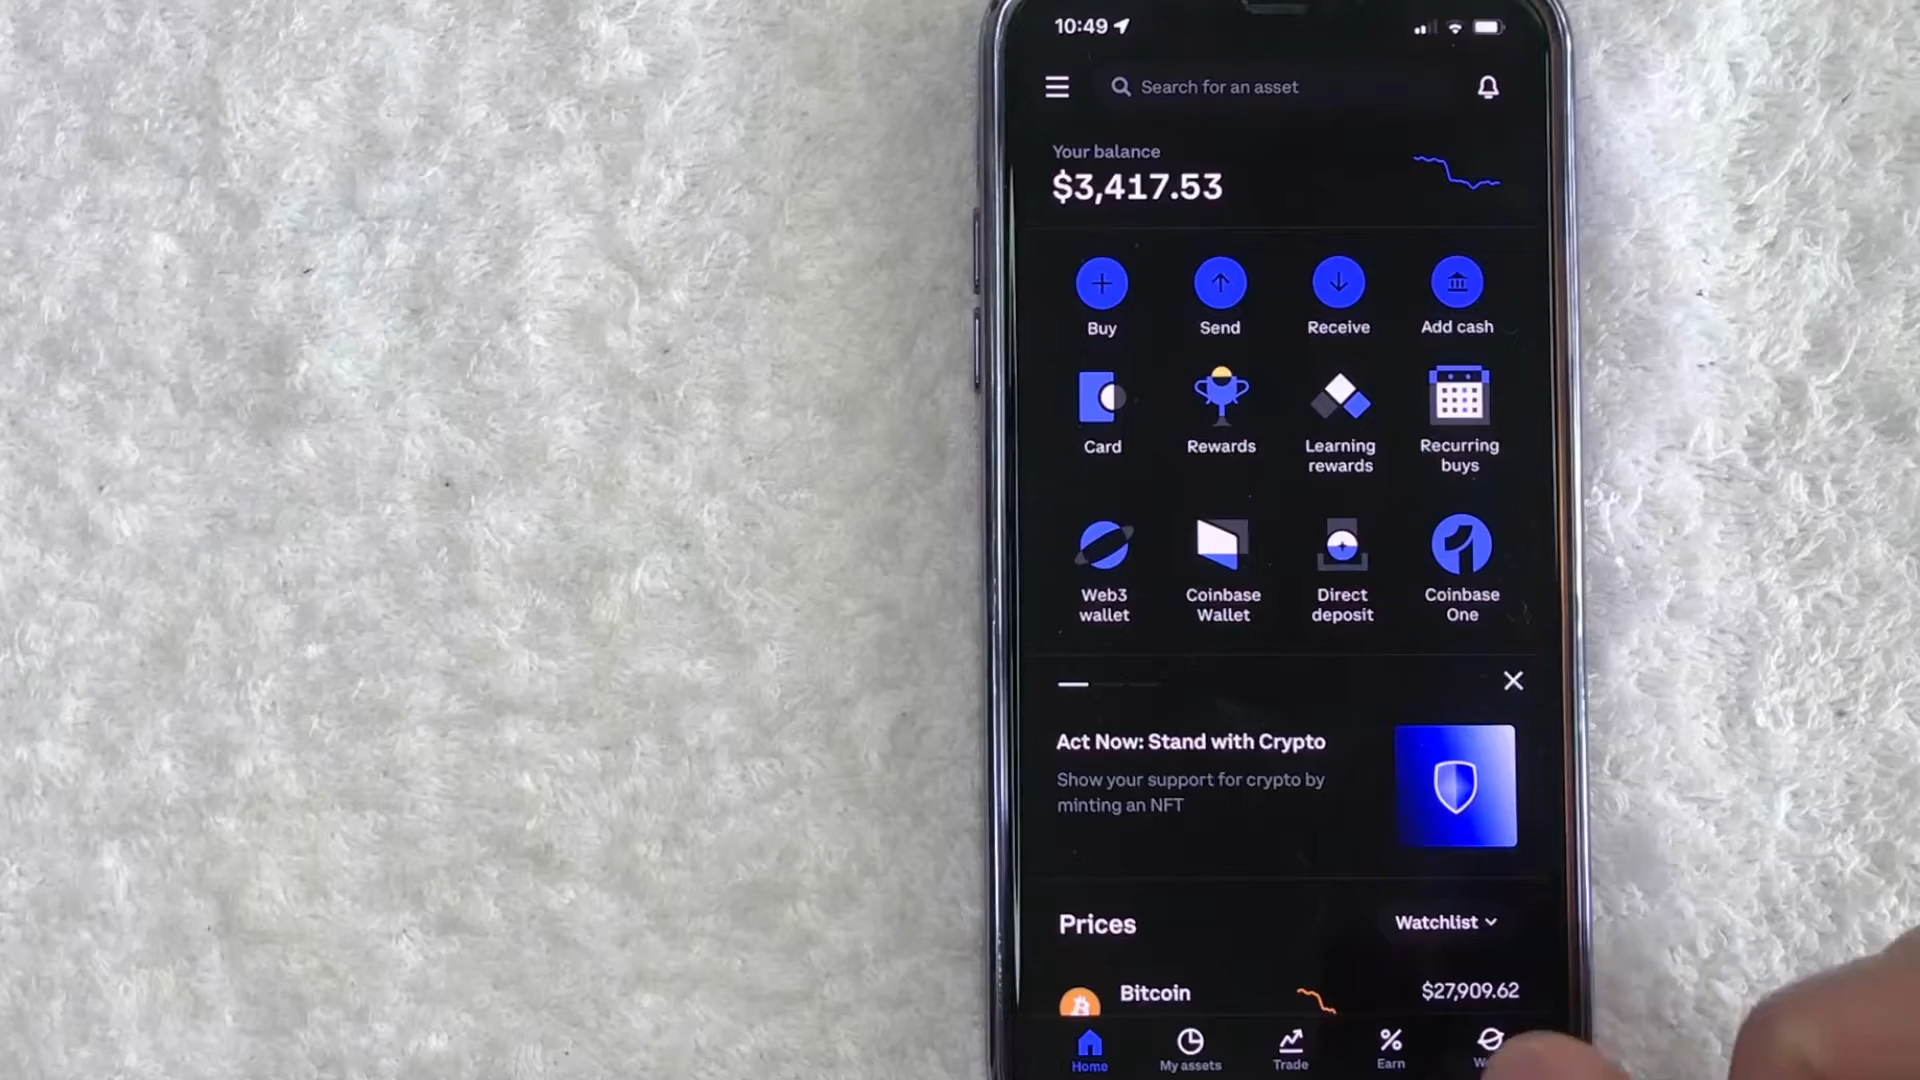 10:49
Search for an asset
Your balance
$3,417.53
Buy
Send
Receive
Add cash
Card
Rewards
Learning
rewards
Recurring
buys
Web3
wallet
Coinbase
Wallet
Direct
deposit
Coinbase
One
Act Now: Stand with Crypto
Show your support for crypto by
minting an NFT
Prices
Watchlist
Bitcoin
$27,909.62
Home
My assets
Trade
Earn